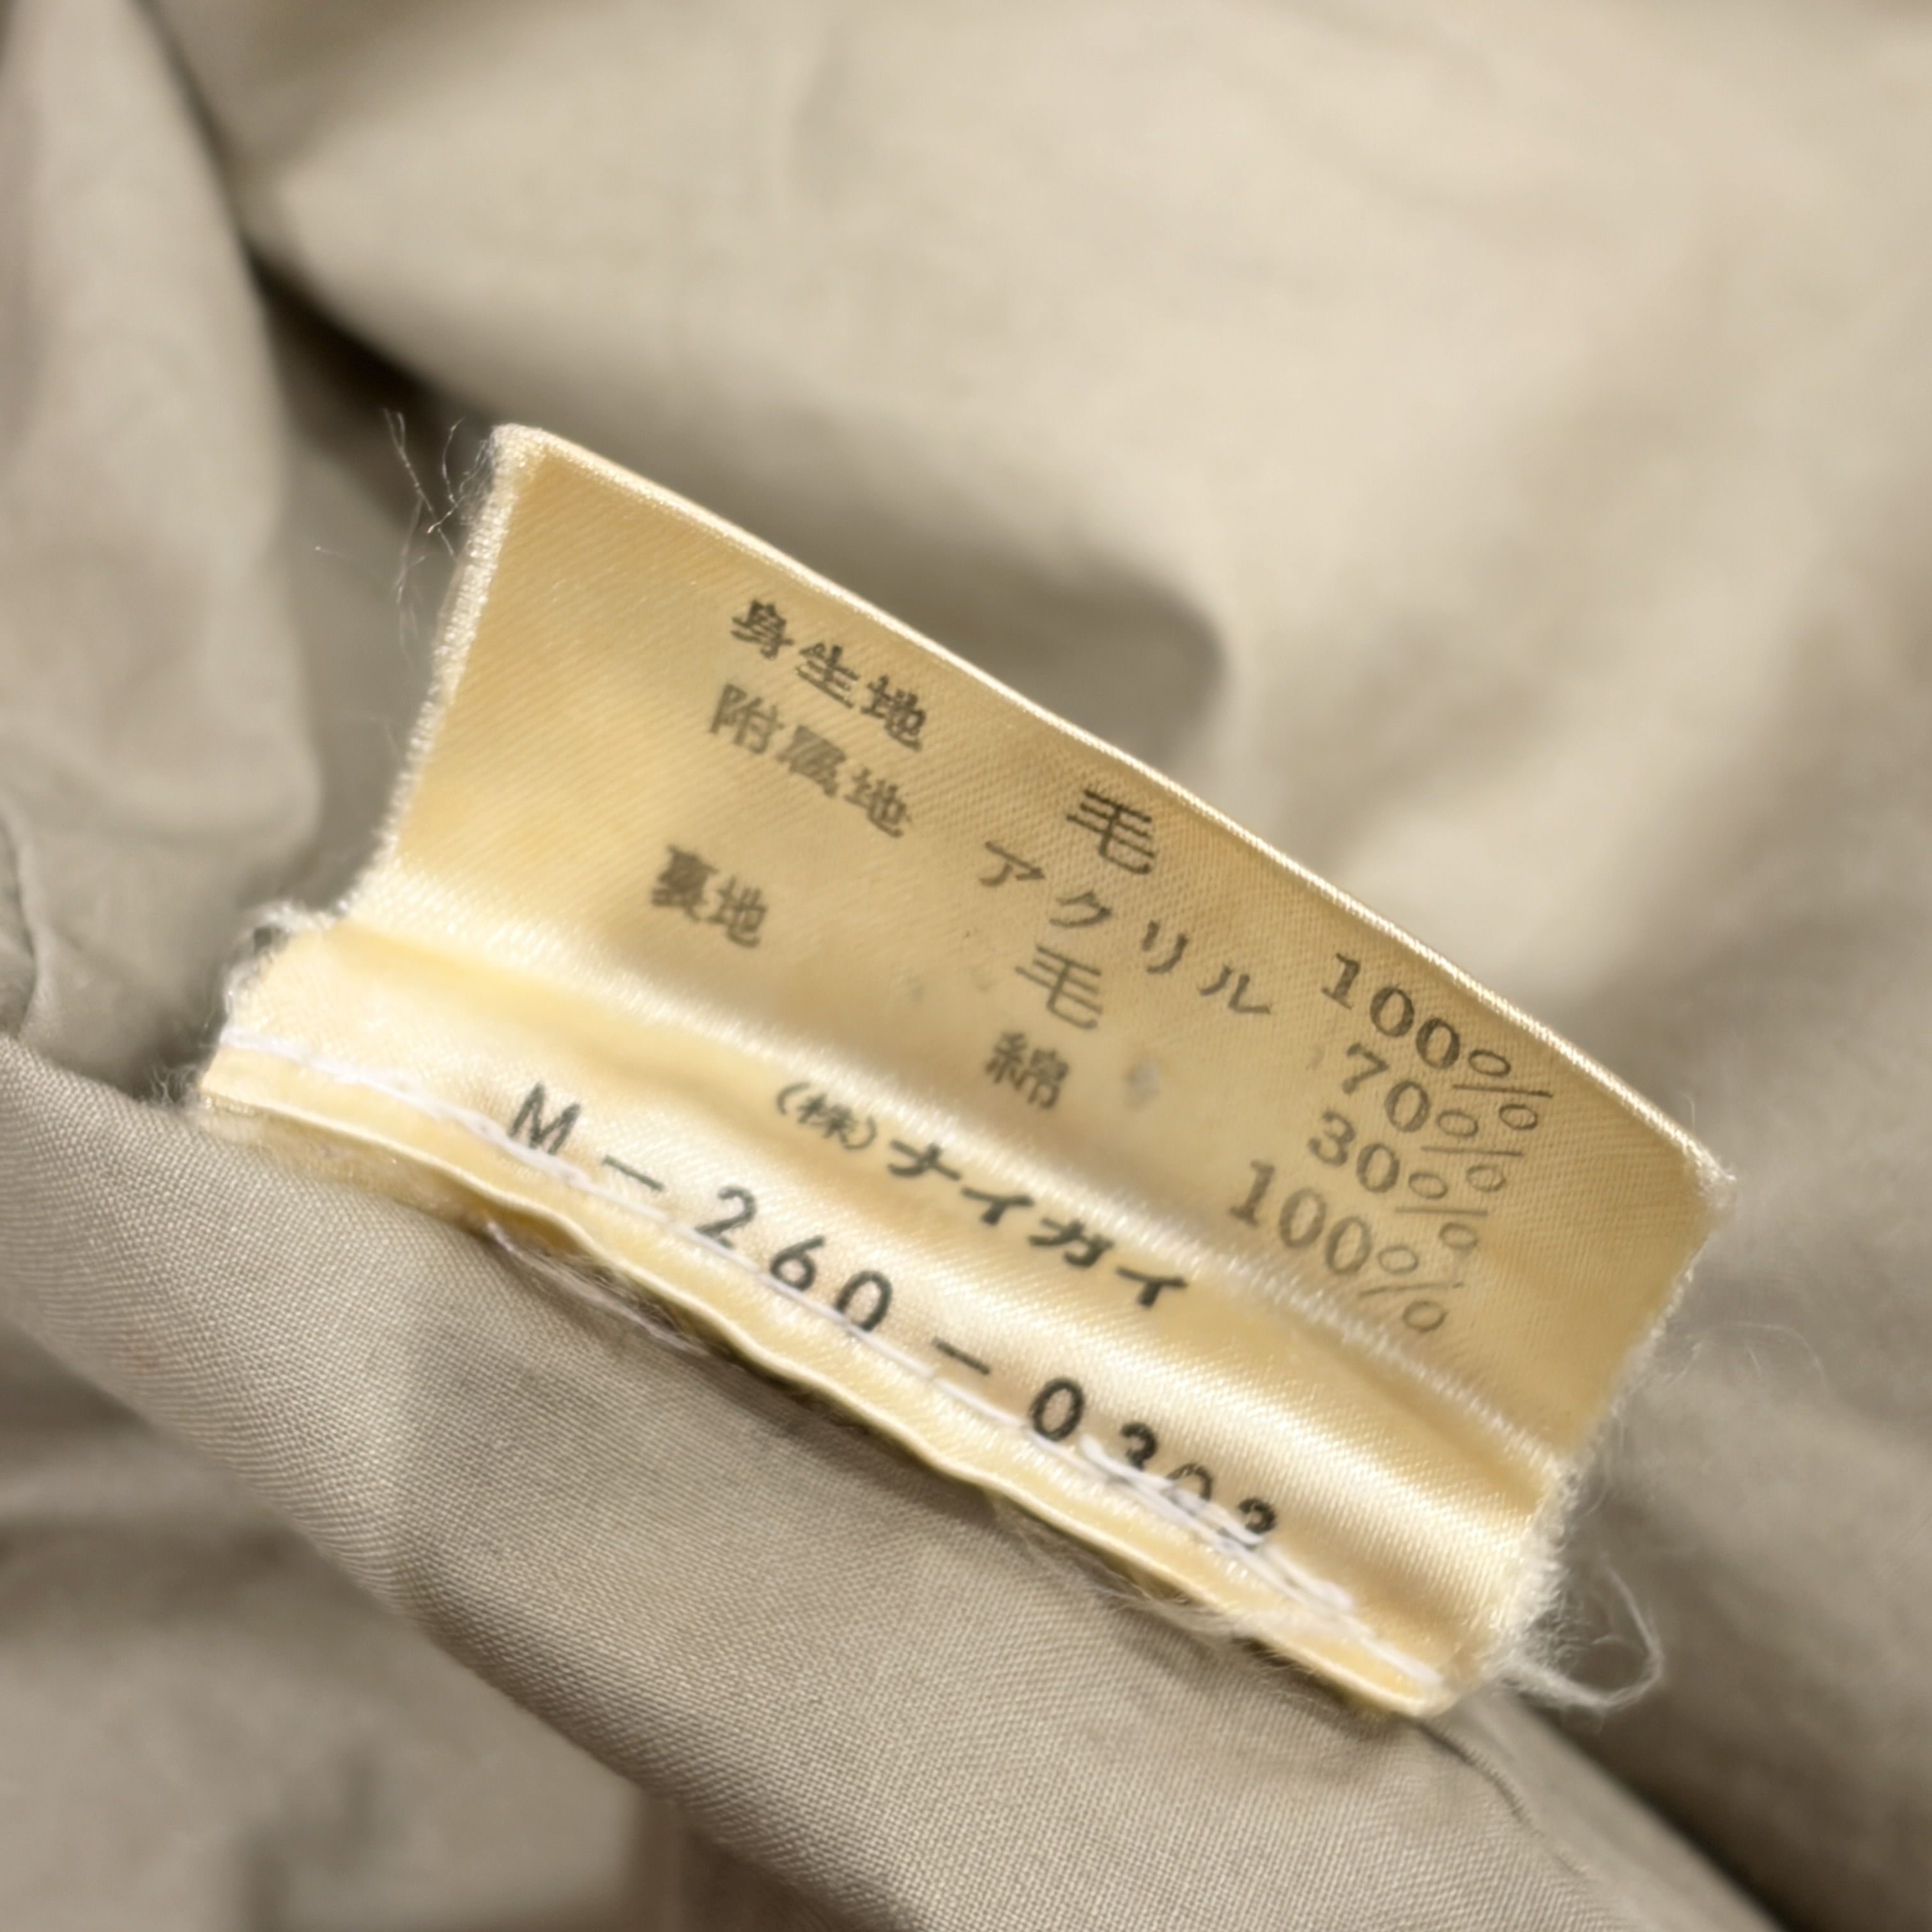 身生地 毛 100%
附属地 アクリル 70%
毛 30%
裏地 綿 100%
(株)ナイガイ
M-260-0302